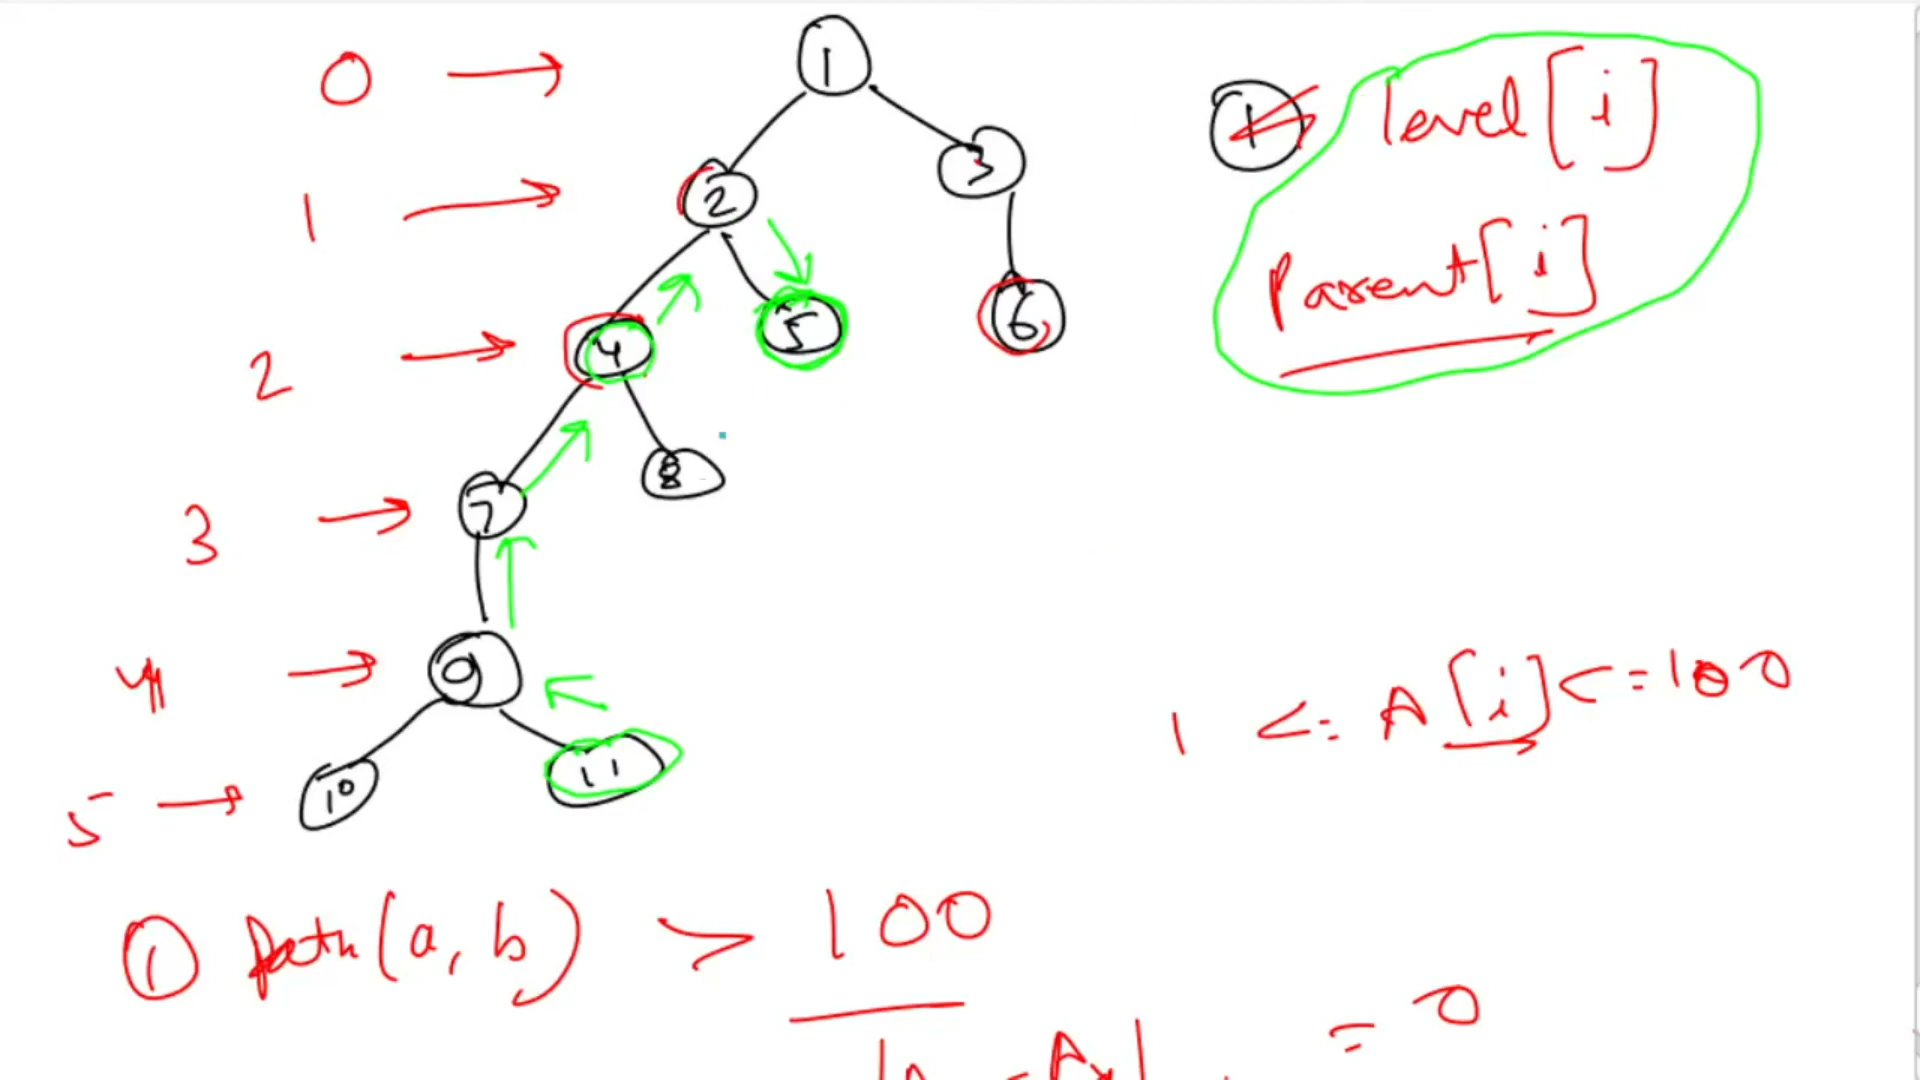 0 → 1
1 level[i]
1 → 2 3
Parent[i]
2 → 4 5 6
3 → 7 8
4 → 9
1 <= A[i] <= 100
5 → 10 11
1 Path(a, b) > 100
= 0